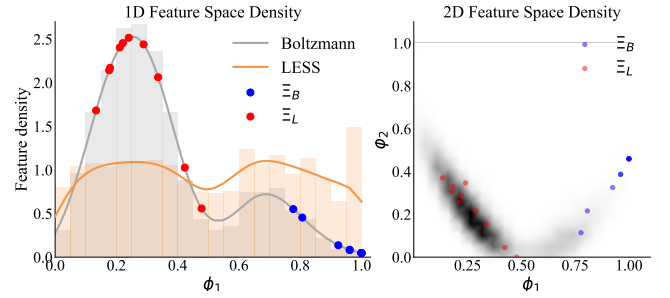 1D Feature Space Density
2.5
2.0
1.5
1.0
0.5
0.0
Feature density
Boltzmann
LESS
Ξ_B
Ξ_L
0.0 0.2 0.4 0.6 0.8 1.0
ϕ₁
2D Feature Space Density
1.0
0.8
0.6
0.4
0.2
0.0
ϕ₂
Ξ_B
Ξ_L
0.25 0.50 0.75 1.00
ϕ₁